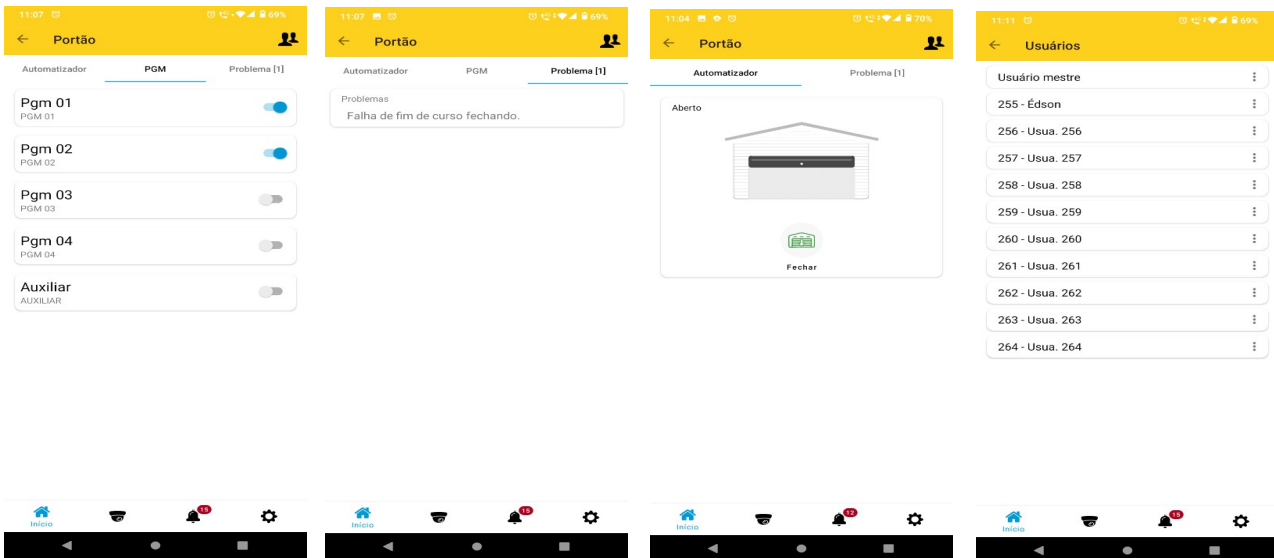 11:07
69%
Portão
Automatizador PGM Problema [1]
Pgm 01
PGM 01
Pgm 02
PGM 02
Pgm 03
PGM 03
Pgm 04
PGM 04
Auxiliar
AUXILIAR
Início
15
11:07
69%
Portão
Automatizador PGM Problema [1]
Problemas
Falha de fim de curso fechando.
Início
15
11:04
70%
Portão
Automatizador Problema [1]
Aberto
Fechar
Início
12
11:11
69%
Usuários
Usuário mestre
255 - Édson
256 - Usua. 256
257 - Usua. 257
258 - Usua. 258
259 - Usua. 259
260 - Usua. 260
261 - Usua. 261
262 - Usua. 262
263 - Usua. 263
264 - Usua. 264
Início
15